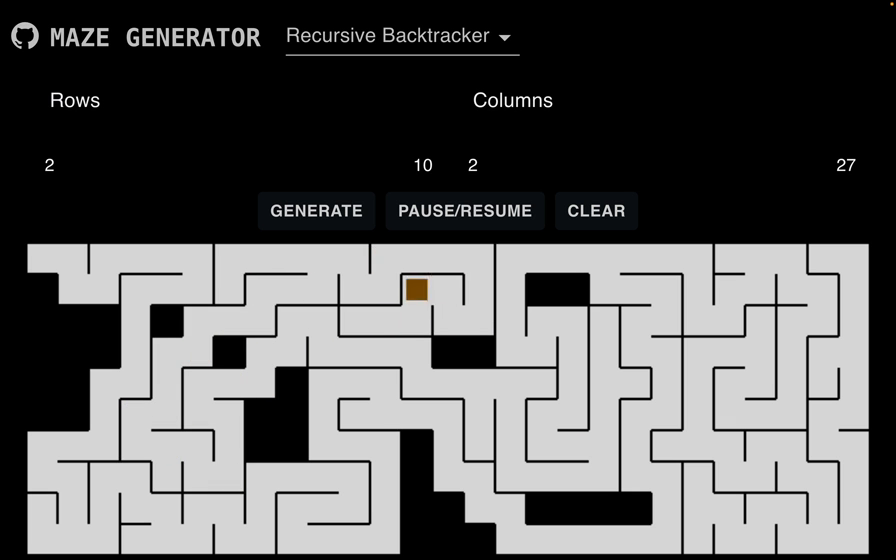 MAZE GENERATOR
Recursive Backtracker
Rows
Columns
2
10
2
27
GENERATE
PAUSE/RESUME
CLEAR